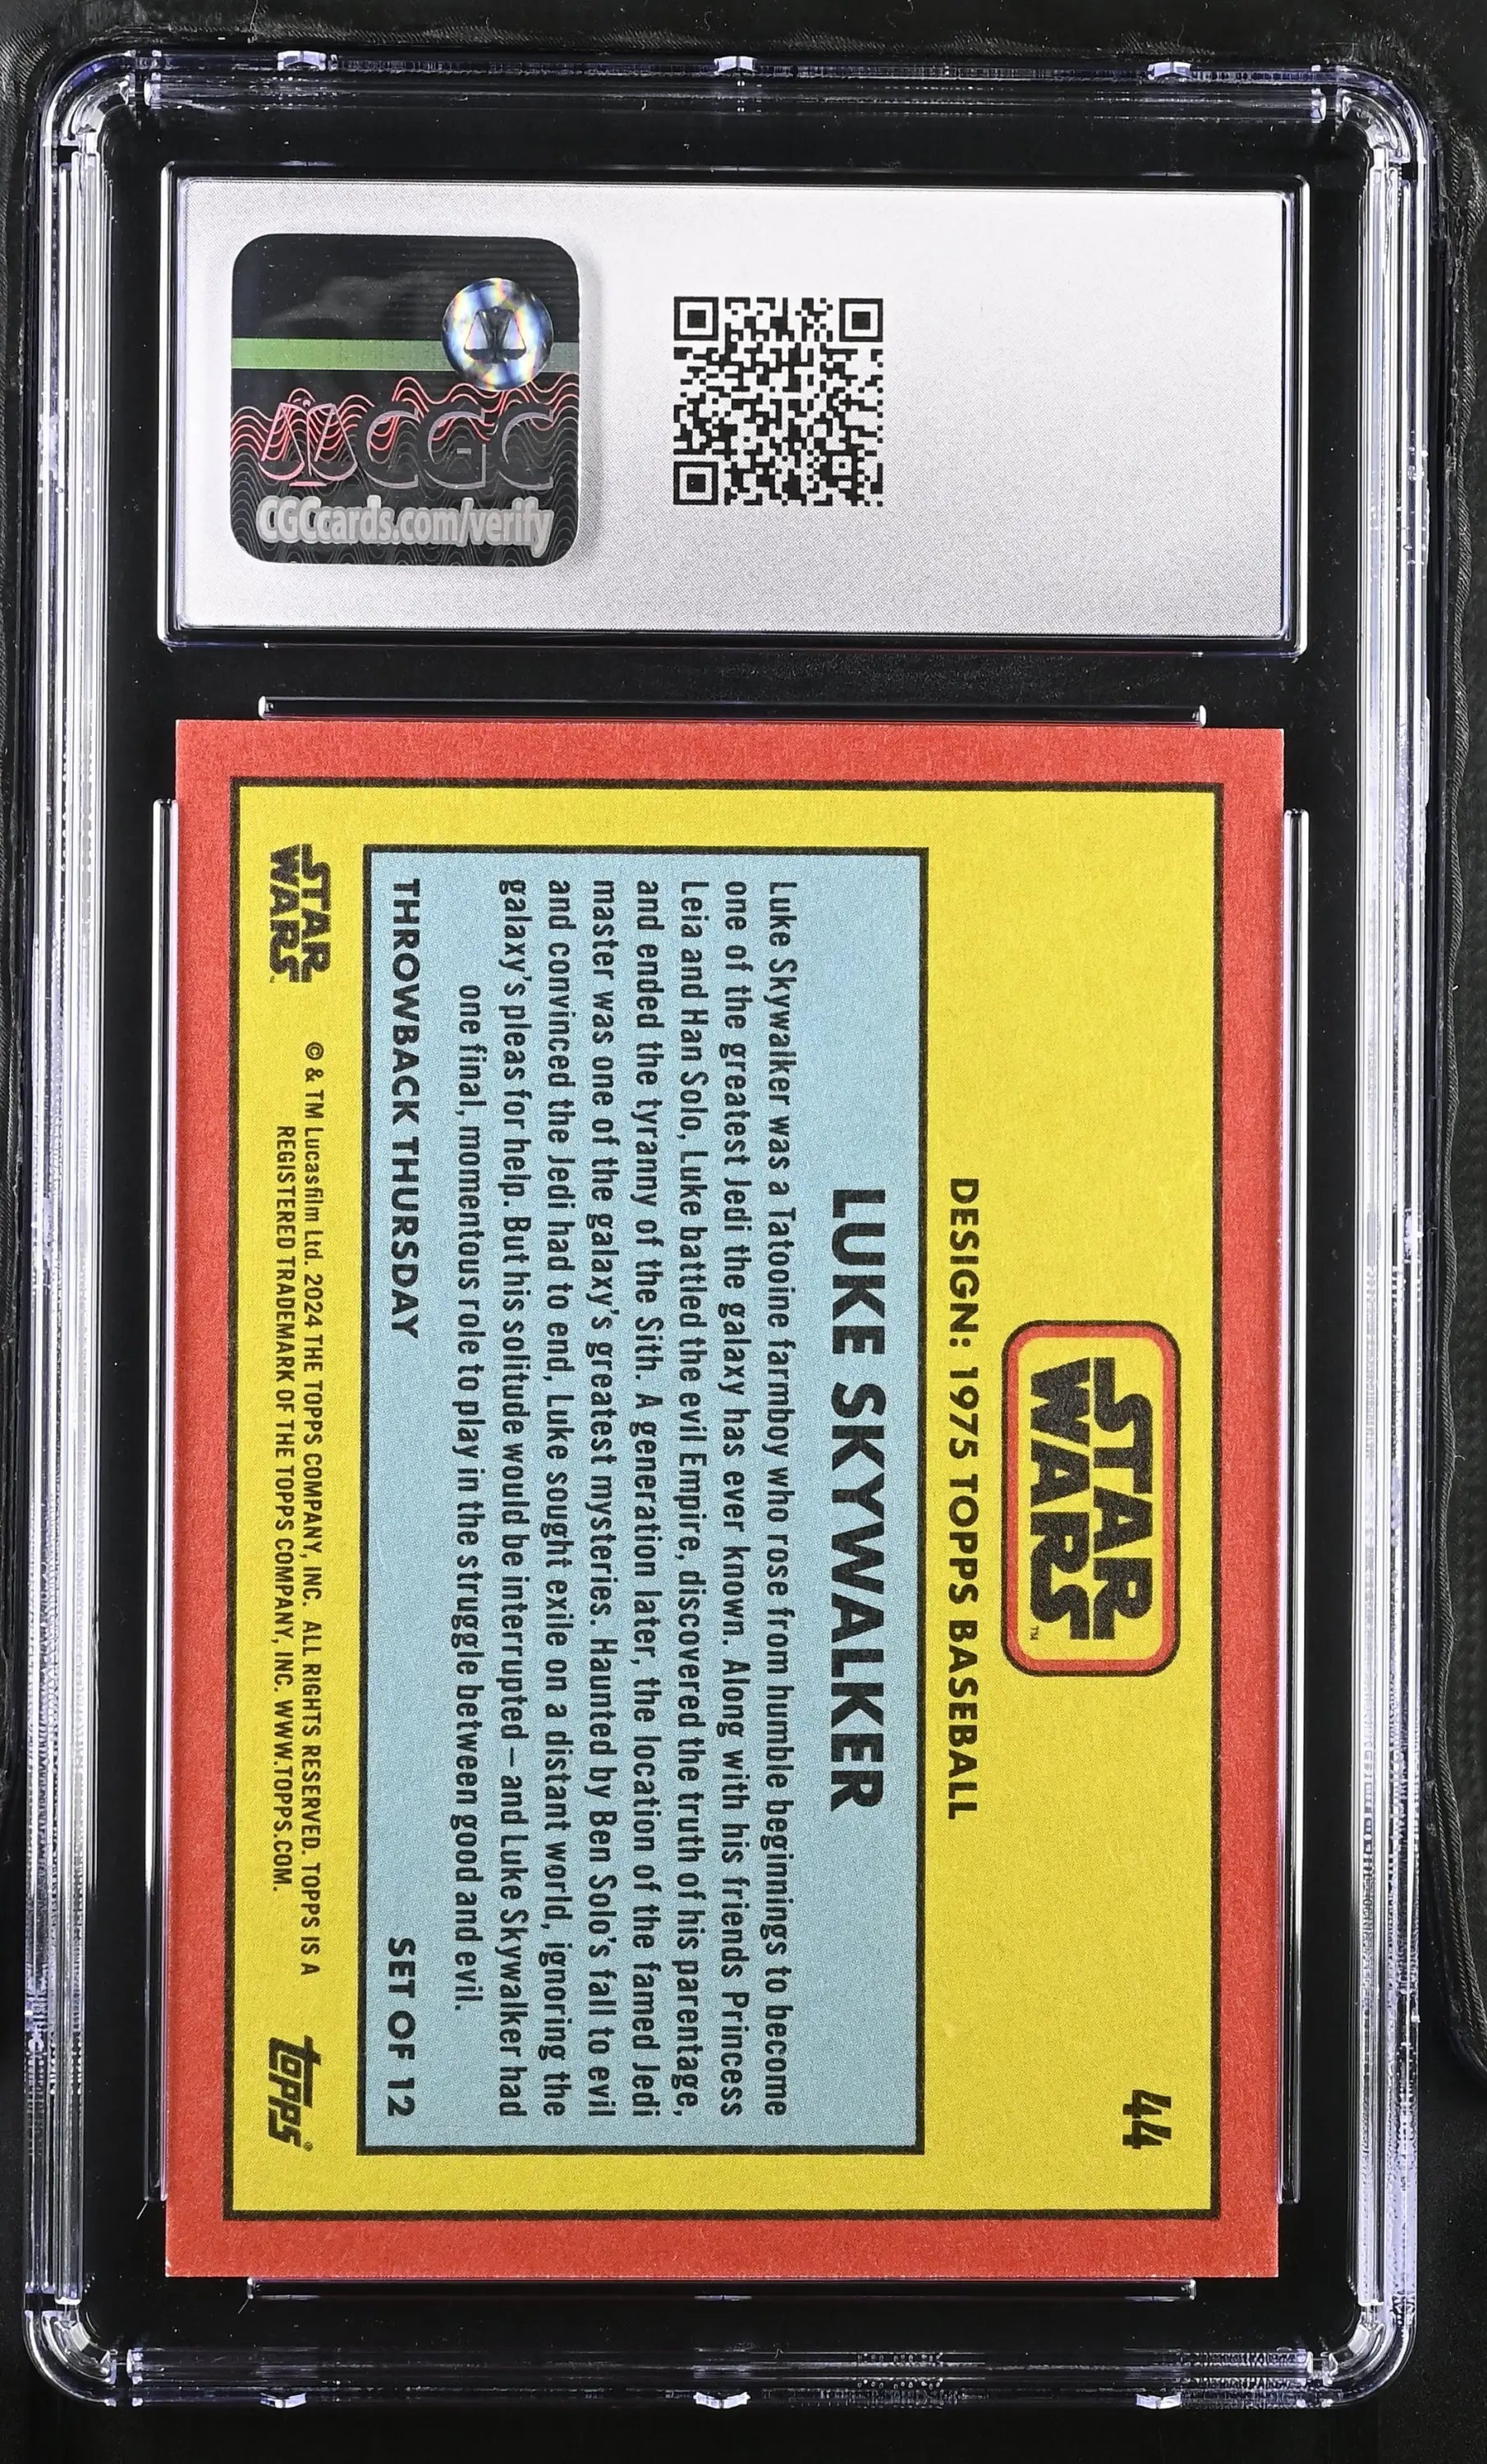 CGC
CGCcards.com/verify
44
STAR
WARS™
DESIGN: 1975 TOPPS BASEBALL
LUKE SKYWALKER
Luke Skywalker was a Tatooine farmboy who rose from humble beginnings to become
one of the greatest Jedi the galaxy has ever known. Along with his friends Princess
Leia and Han Solo, Luke battled the evil Empire, discovered the truth of his parentage,
and ended the tyranny of the Sith. A generation later, the location of the famed Jedi
master was one of the galaxy's greatest mysteries. Haunted by Ben Solo's fall to evil
and convinced the Jedi had to end, Luke sought exile on a distant world, ignoring the
galaxy's pleas for help. But his solitude would be interrupted – and Luke Skywalker had
one final, momentous role to play in the struggle between good and evil.
THROWBACK THURSDAY SET OF 12
STAR
WARS
© & TM Lucasfilm Ltd. 2024 THE TOPPS COMPANY, INC. ALL RIGHTS RESERVED. TOPPS IS A
REGISTERED TRADEMARK OF THE TOPPS COMPANY, INC. WWW.TOPPS.COM.
topps®